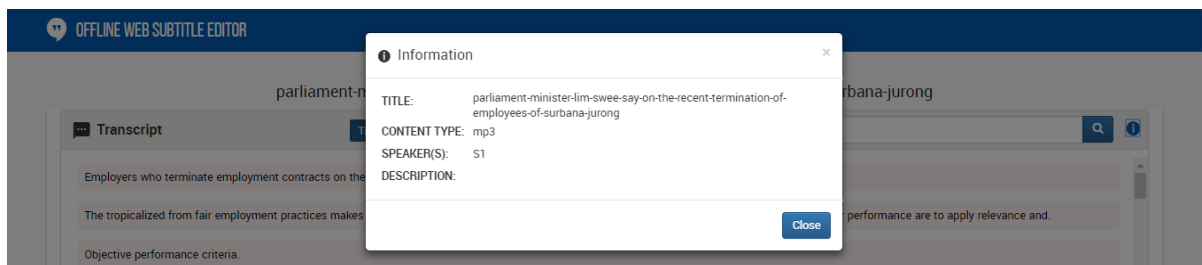 OFFLINE WEB SUBTITLE EDITOR
Information
×
parliament-m
rbana-jurong
TITLE: parliament-minister-lim-swee-say-on-the-recent-termination-of-
employees-of-surbana-jurong
Transcript
CONTENT TYPE: mp3
SPEAKER(S): S1
DESCRIPTION:
Employers who terminate employment contracts on the
The tropicalized from fair employment practices makes
performance are to apply relevance and.
Close
Objective performance criteria.